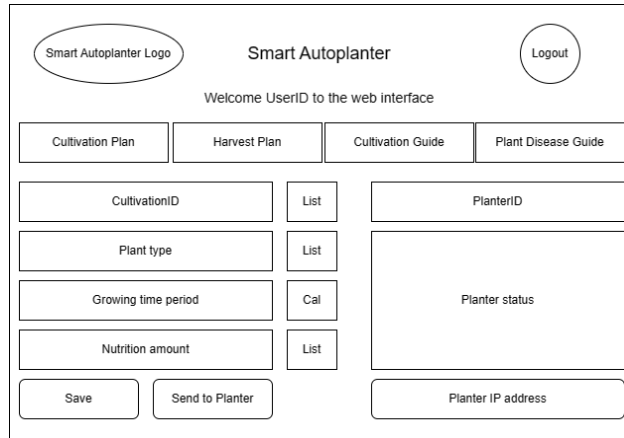 Smart Autoplanter Logo
Smart Autoplanter
Logout
Welcome UserID to the web interface
Cultivation Plan
Harvest Plan
Cultivation Guide
Plant Disease Guide
CultivationID
List
PlanterID
Plant type
List
Planter status
Growing time period
Cal
Nutrition amount
List
Save
Send to Planter
Planter IP address